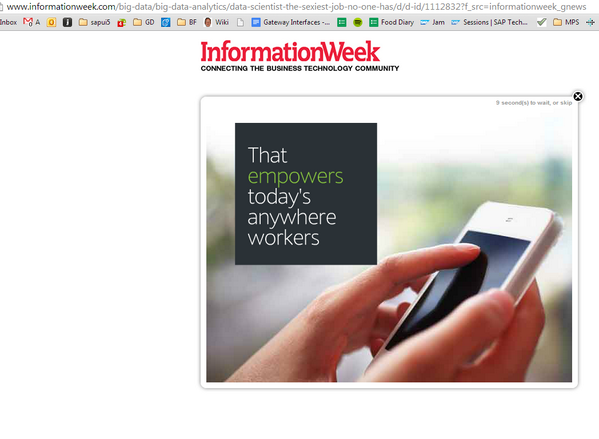 www.informationweek.com/big-data/big-data-analytics/data-scientist-the-sexiest-job-no-one-has/d/d-id/1112832?f_src=informationweek_gnews
Inbox A sapui5 GD BF Wiki Gateway Interfaces -... Food Diary Jam Sessions | SAP Tech... MPS
InformationWeek
CONNECTING THE BUSINESS TECHNOLOGY COMMUNITY
9 second(s) to wait, or skip
That
empowers
today's
anywhere
workers